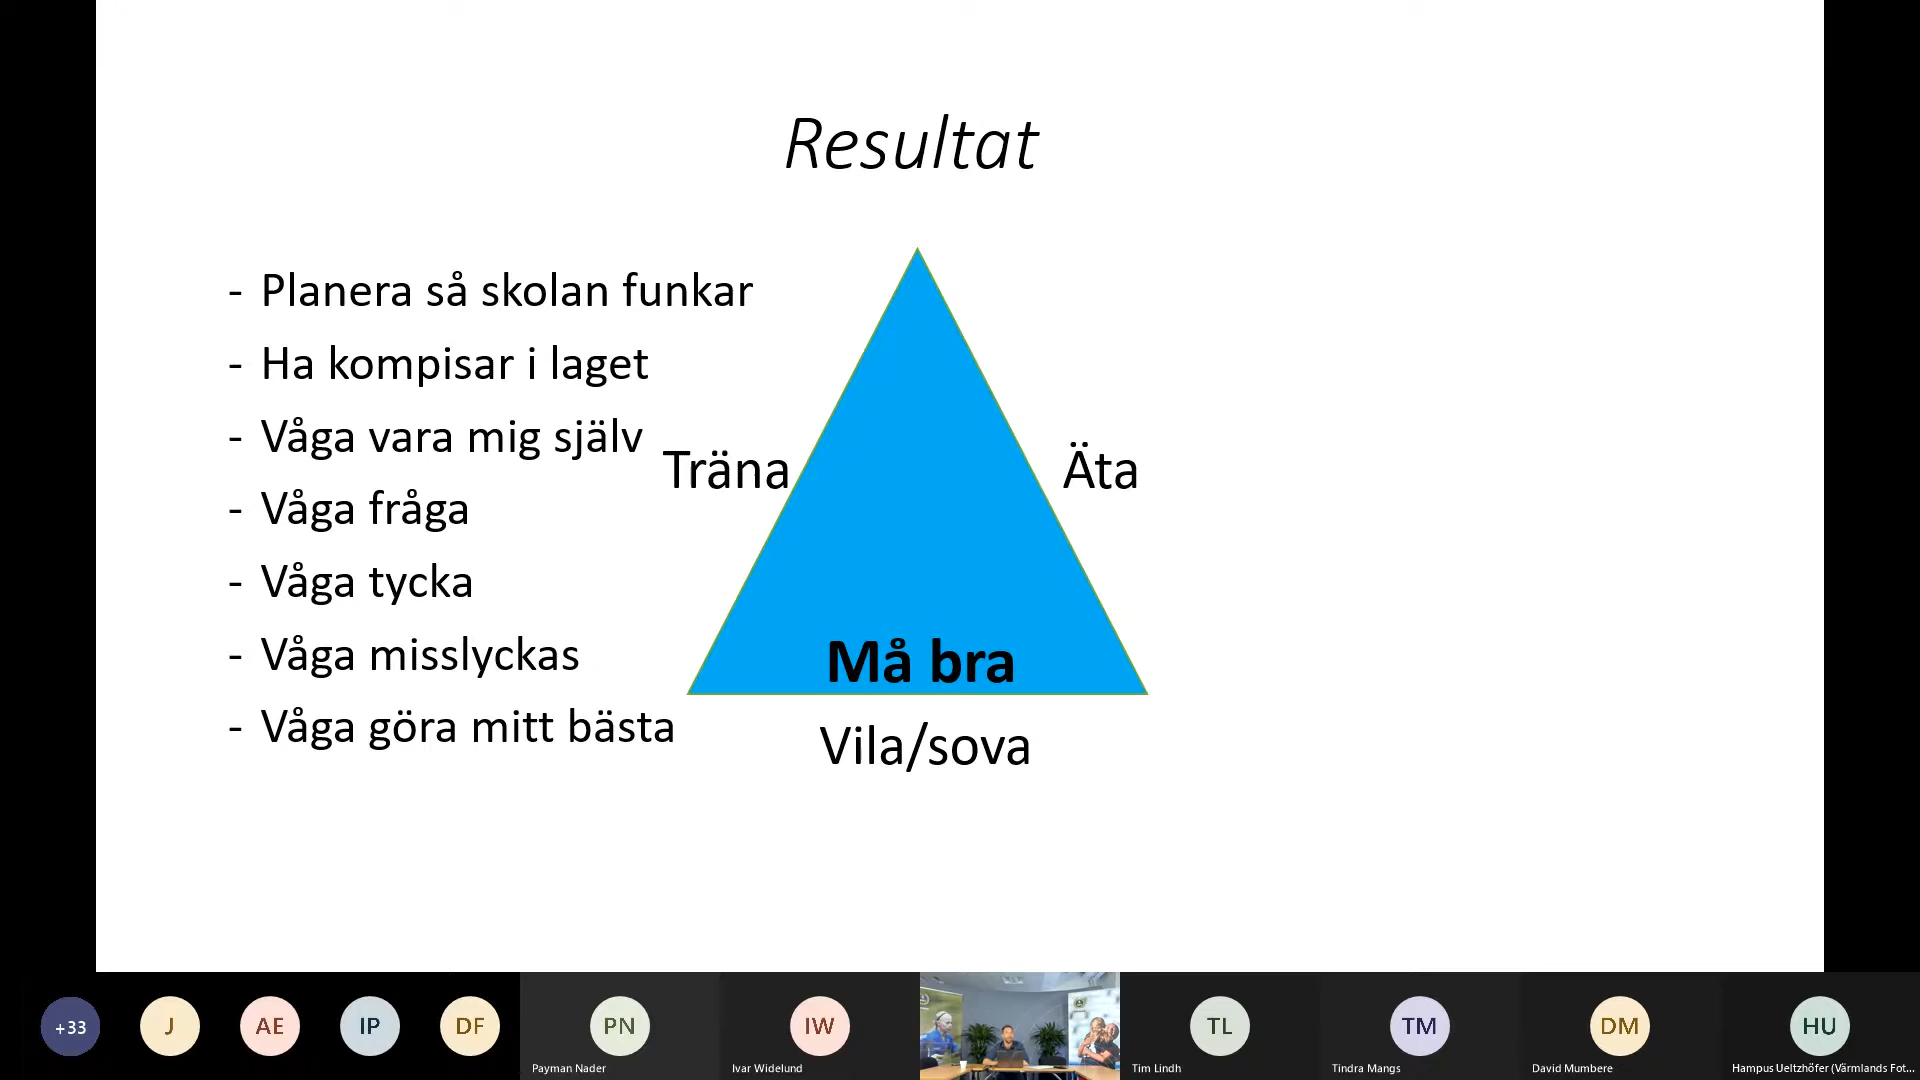 Resultat
- Planera så skolan funkar
- Ha kompisar i laget
- Våga vara mig själv
- Våga fråga
- Våga tycka
- Våga misslyckas
- Våga göra mitt bästa
Träna
Äta
Må bra
Vila/sova
+33
J
AE
IP
DF
PN
IW
TL
TM
DM
HU
Payman Nader
Ivar Widelund
Tim Lindh
Tindra Mangs
David Mumbere
Hampus Ueltzhöfer (Värmlands Fot...